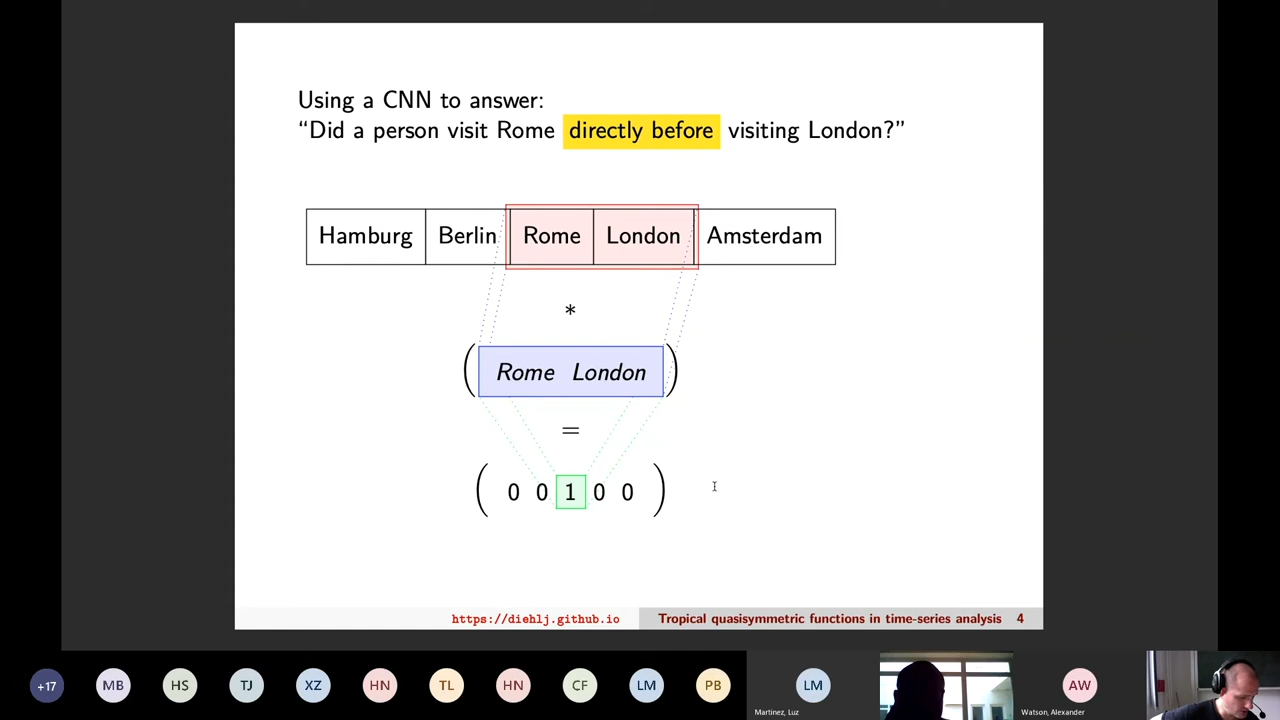 Using a CNN to answer:
“Did a person visit Rome directly before visiting London?”
Hamburg Berlin Rome London Amsterdam
*
( Rome London )
=
( 0 0 1 0 0 )
https://diehlj.github.io Tropical quasisymmetric functions in time-series analysis 4
+17 MB HS TJ XZ HN TL HN CF LM PB LM AW
Martinez, Luz Watson, Alexander